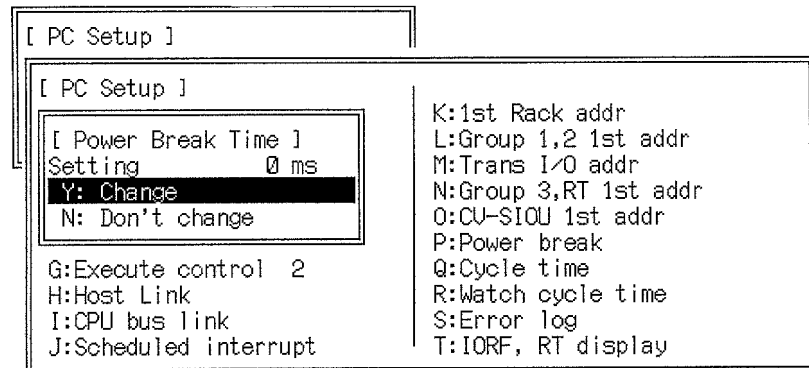 [ PC Setup ]
[ PC Setup ]
[ Power Break Time ]
Setting 0 ms
Y: Change
N: Don't change
G:Execute control 2
H:Host Link
I:CPU bus link
J:Scheduled interrupt
K:1st Rack addr
L:Group 1,2 1st addr
M:Trans I/O addr
N:Group 3,RT 1st addr
O:CV-SIOU 1st addr
P:Power break
Q:Cycle time
R:Watch cycle time
S:Error log
T:IORF, RT display